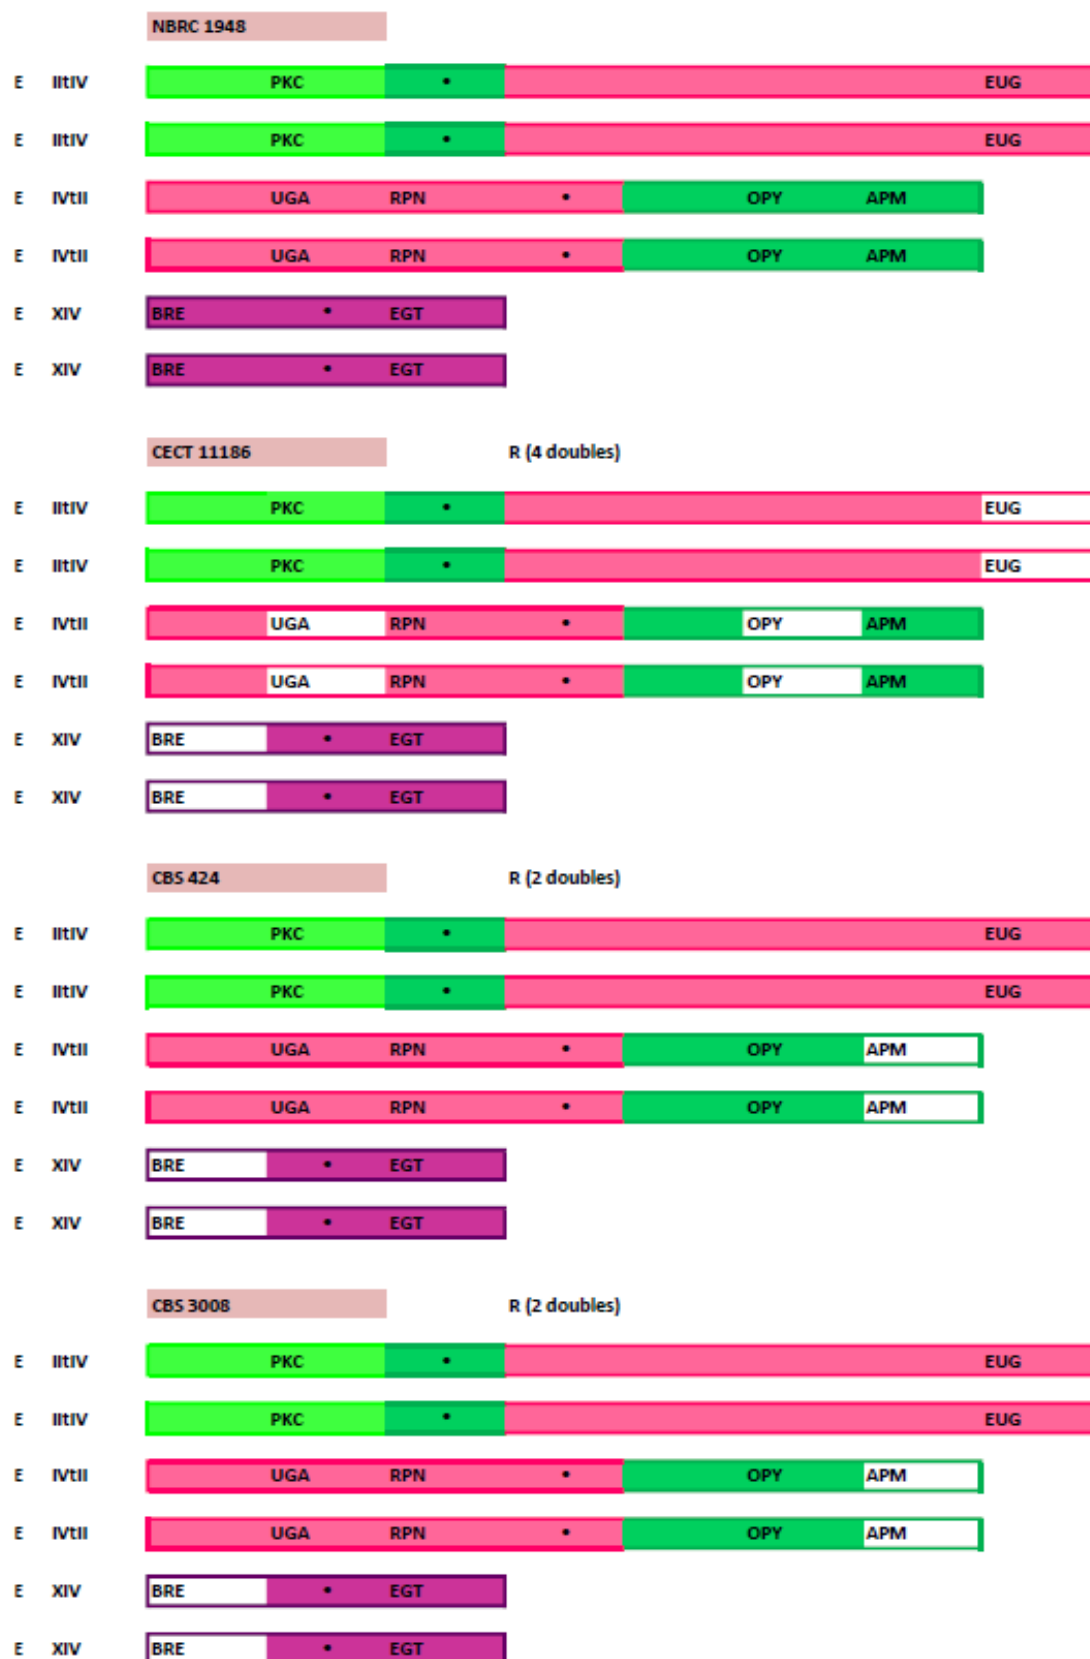 NBRC 1948
E IItIV PKC • EUG
E IItIV PKC • EUG
E IVtII UGA RPN • OPY APM
E IVtII UGA RPN • OPY APM
E XIV BRE • EGT
E XIV BRE • EGT
CECT 11186 R (4 doubles)
E IItIV PKC • EUG
E IItIV PKC • EUG
E IVtII UGA RPN • OPY APM
E IVtII UGA RPN • OPY APM
E XIV BRE • EGT
E XIV BRE • EGT
CBS 424 R (2 doubles)
E IItIV PKC • EUG
E IItIV PKC • EUG
E IVtII UGA RPN • OPY APM
E IVtII UGA RPN • OPY APM
E XIV BRE • EGT
E XIV BRE • EGT
CBS 3008 R (2 doubles)
E IItIV PKC • EUG
E IItIV PKC • EUG
E IVtII UGA RPN • OPY APM
E IVtII UGA RPN • OPY APM
E XIV BRE • EGT
E XIV BRE • EGT